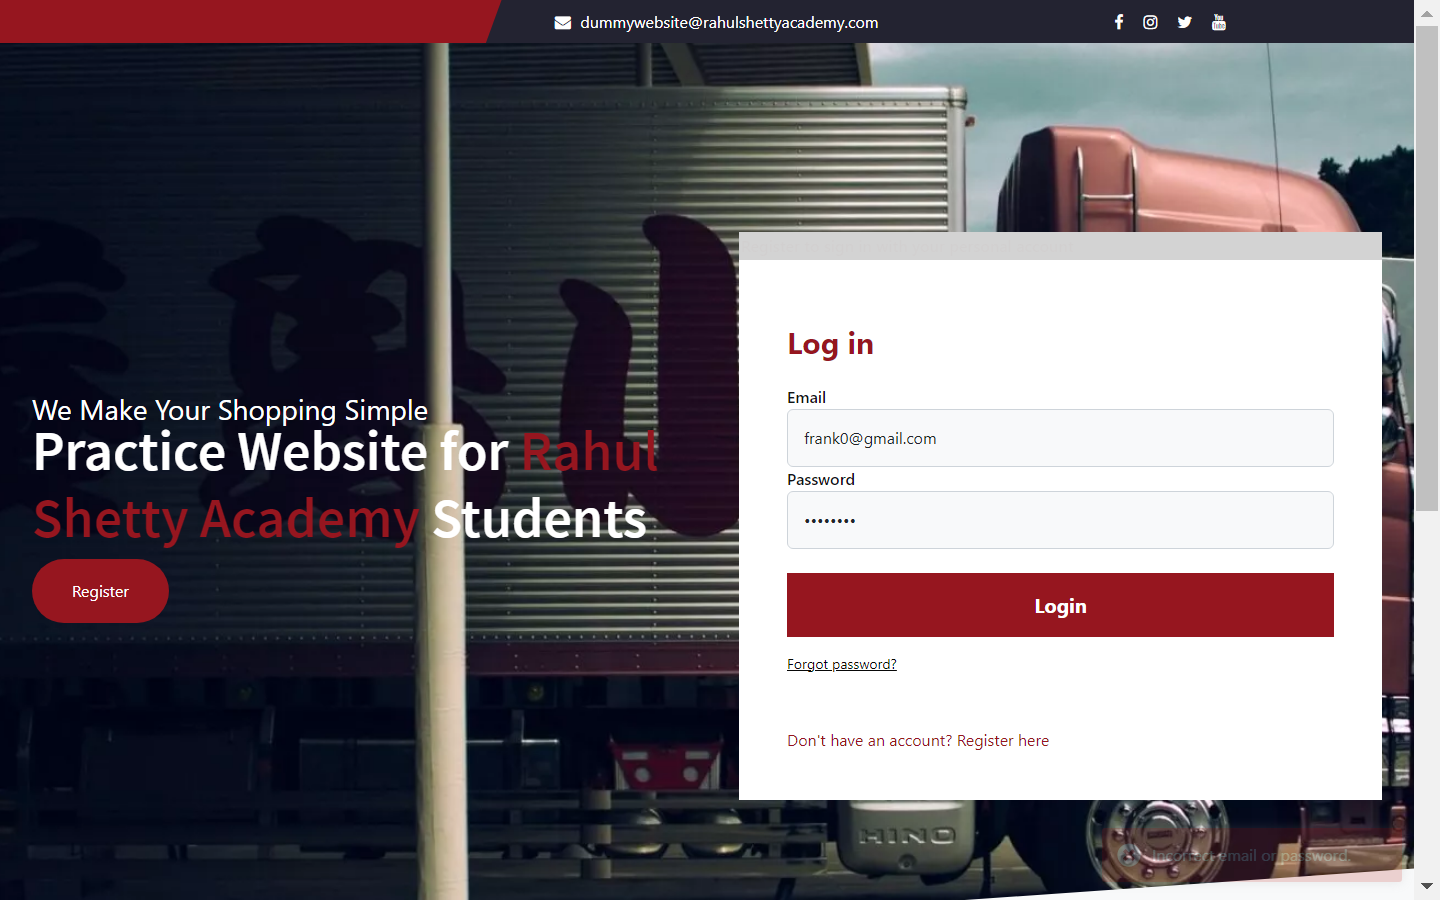 dummywebsite@rahulshettyacademy.com
We Make Your Shopping Simple
Practice Website for Rahul
Shetty Academy Students
Register
Log in
Email
frank0@gmail.com
Password
••••••••
Login
Forgot password?
Don't have an account? Register here
HINO
Incorrect email or password.